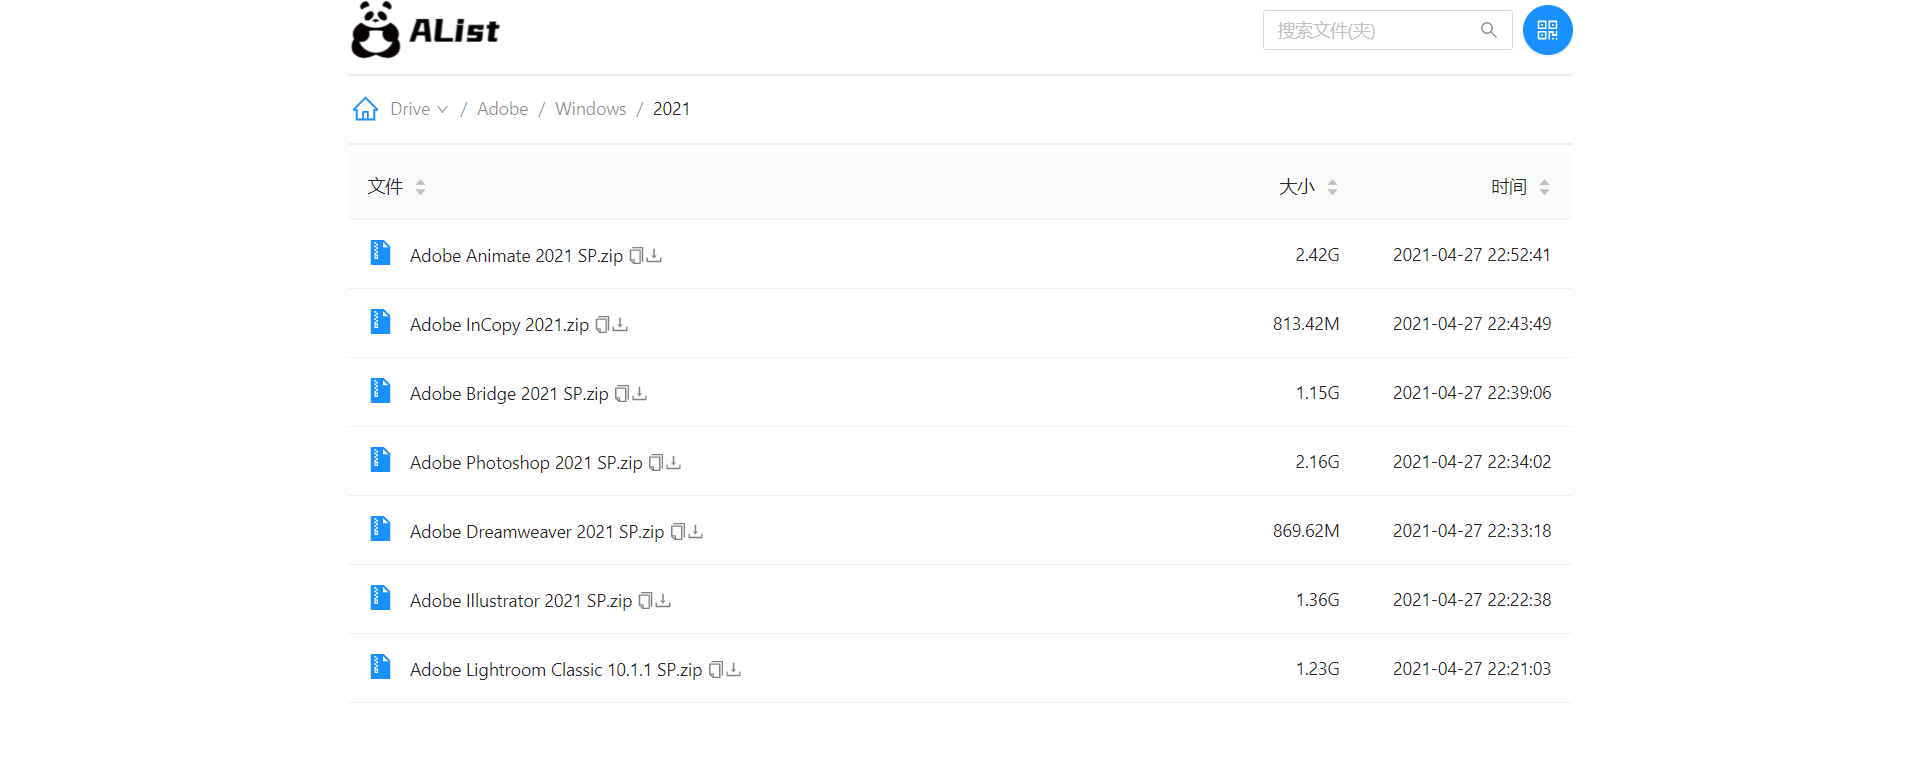 AList
搜索文件(夹)
Drive / Adobe / Windows / 2021
文件 大小 时间
Adobe Animate 2021 SP.zip 2.42G 2021-04-27 22:52:41
Adobe InCopy 2021.zip 813.42M 2021-04-27 22:43:49
Adobe Bridge 2021 SP.zip 1.15G 2021-04-27 22:39:06
Adobe Photoshop 2021 SP.zip 2.16G 2021-04-27 22:34:02
Adobe Dreamweaver 2021 SP.zip 869.62M 2021-04-27 22:33:18
Adobe Illustrator 2021 SP.zip 1.36G 2021-04-27 22:22:38
Adobe Lightroom Classic 10.1.1 SP.zip 1.23G 2021-04-27 22:21:03